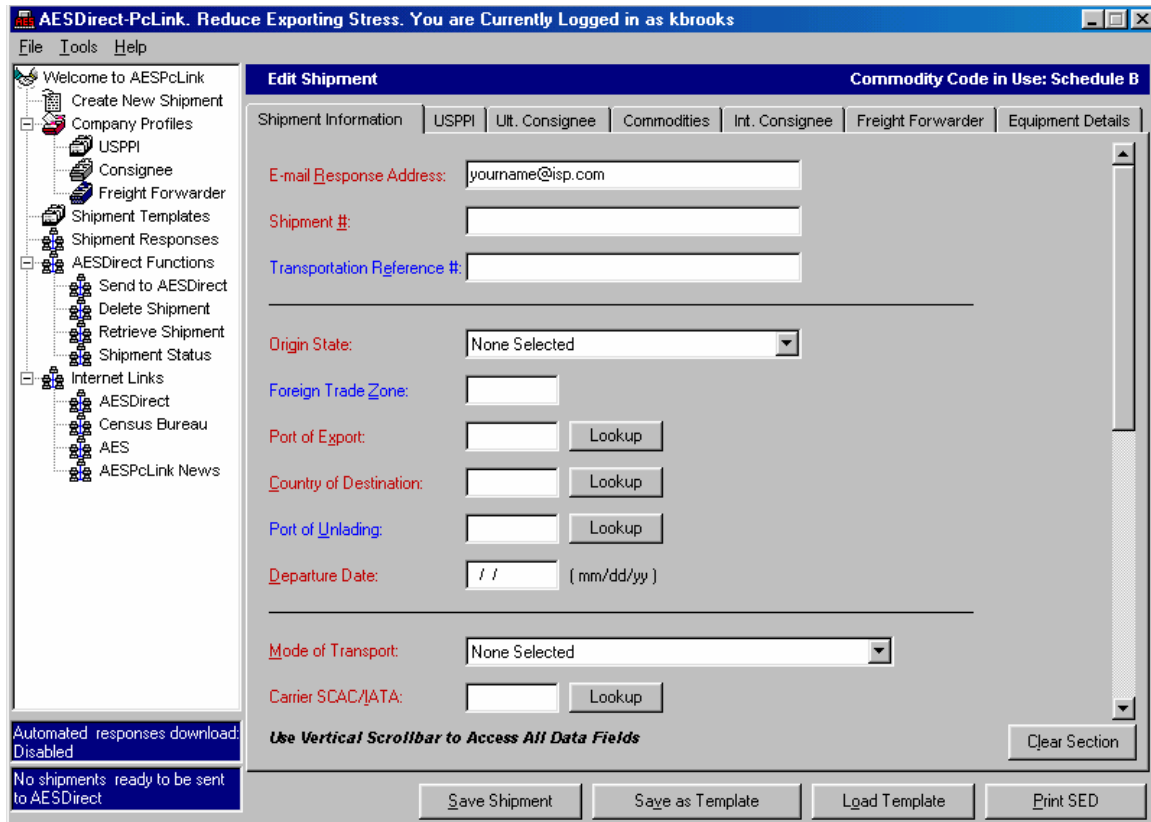 AESDirect-PcLink. Reduce Exporting Stress. You are Currently Logged in as kbrooks
File Tools Help
Welcome to AESPcLink
Create New Shipment
Company Profiles
USPPI
Consignee
Freight Forwarder
Shipment Templates
Shipment Responses
AESDirect Functions
Send to AESDirect
Delete Shipment
Retrieve Shipment
Shipment Status
Internet Links
AESDirect
Census Bureau
AES
AESPcLink News
Automated responses download:
Disabled
No shipments ready to be sent
to AESDirect
Edit Shipment Commodity Code in Use: Schedule B
Shipment Information USPPI Ult. Consignee Commodities Int. Consignee Freight Forwarder Equipment Details
E-mail Response Address: yourname@isp.com
Shipment #:
Transportation Reference #:
Origin State: None Selected
Foreign Trade Zone:
Port of Export: Lookup
Country of Destination: Lookup
Port of Unlading: Lookup
Departure Date: / / ( mm/dd/yy )
Mode of Transport: None Selected
Carrier SCAC/IATA: Lookup
Use Vertical Scrollbar to Access All Data Fields
Clear Section
Save Shipment Save as Template Load Template Print SED